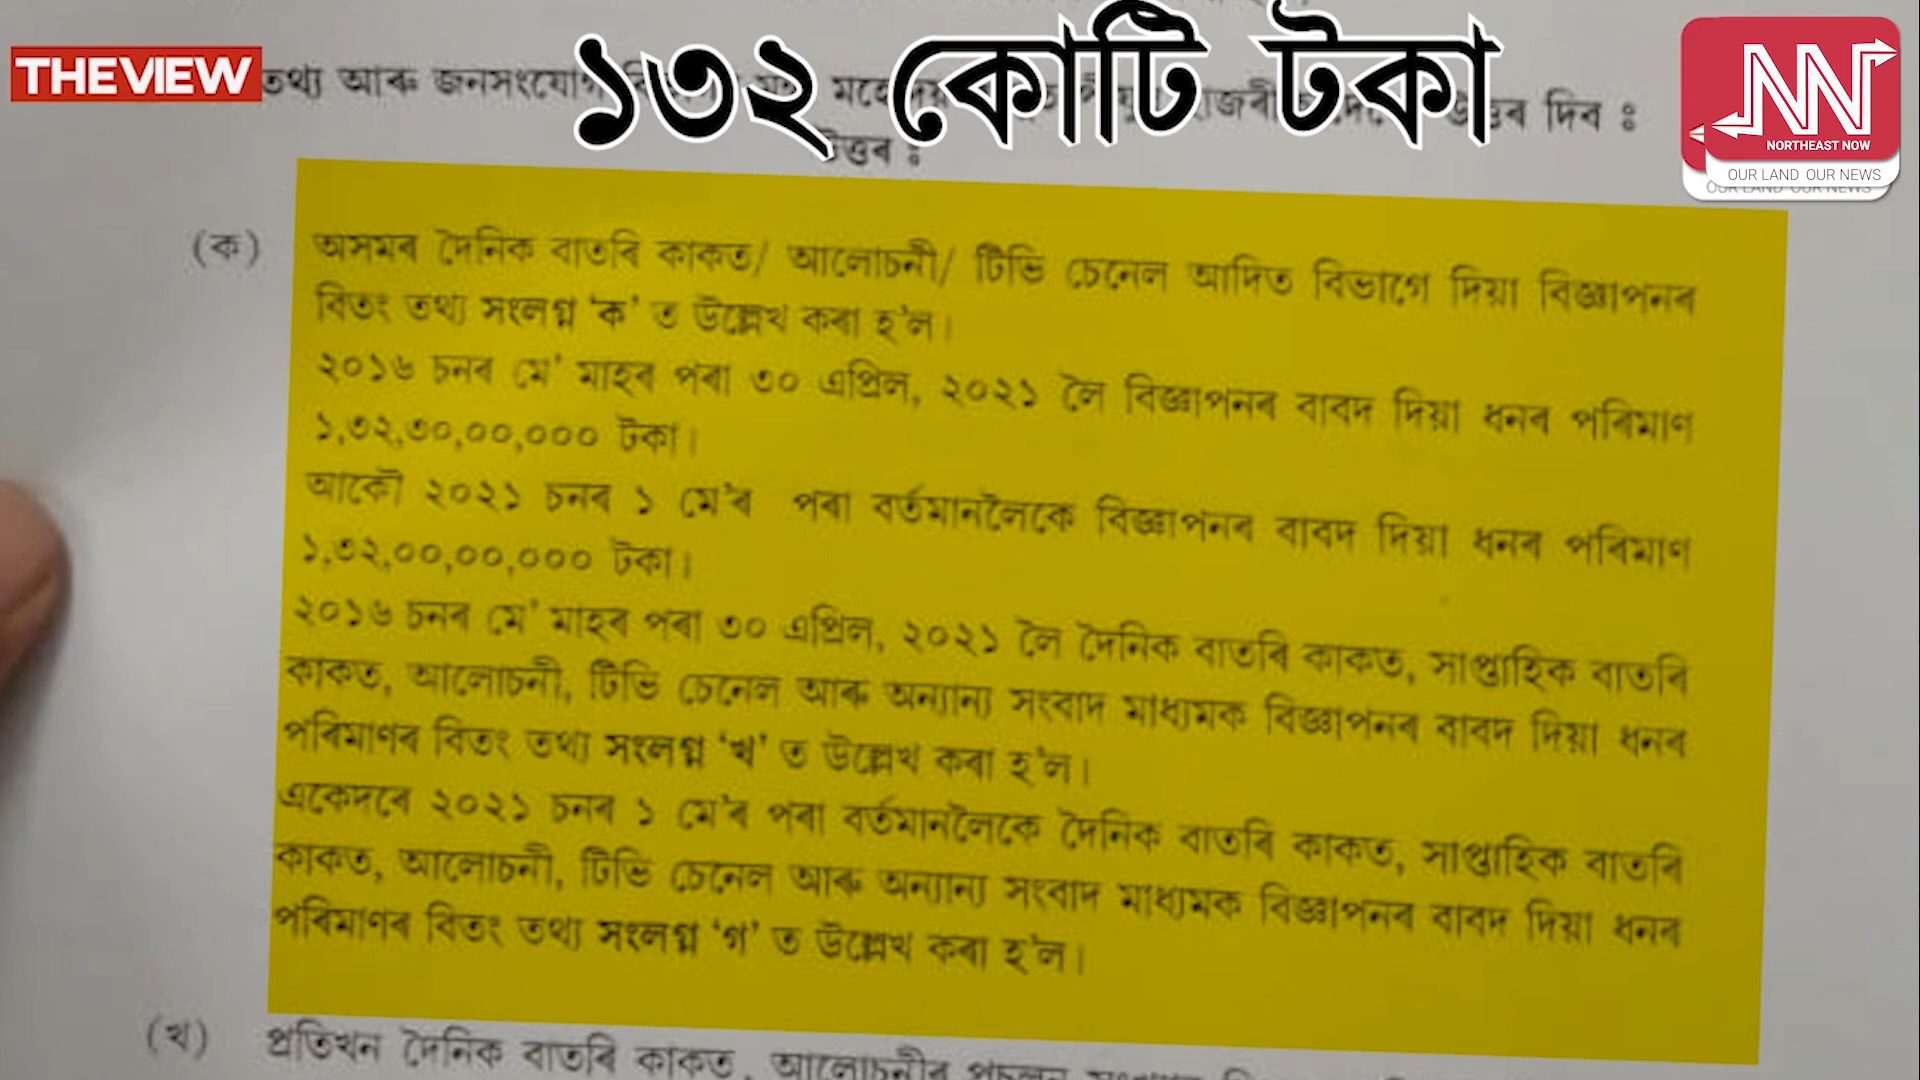 ১৩২ কোটি টকা
THE VIEW
NORTHEAST NOW
OUR LAND OUR NEWS
তথ্য আৰু জনসংযোগ উত্তৰ দিব ঃ
উত্তৰ ঃ
(ক) অসমৰ দৈনিক বাতৰি কাকত/ আলোচনী/ টিভি চেনেল আদিত বিভাগে দিয়া বিজ্ঞাপনৰ
বিতং তথ্য সংলগ্ন ‘ক’ ত উল্লেখ কৰা হ’ল।
২০১৬ চনৰ মে’ মাহৰ পৰা ৩০ এপ্ৰিল, ২০২১ লৈ বিজ্ঞাপনৰ বাবদ দিয়া ধনৰ পৰিমাণ
১,৩২,৩০,০০,০০০ টকা।
আকৌ ২০২১ চনৰ ১ মে’ৰ পৰা বৰ্তমানলৈকে বিজ্ঞাপনৰ বাবদ দিয়া ধনৰ পৰিমাণ
১,৩২,০০,০০,০০০ টকা।
২০১৬ চনৰ মে’ মাহৰ পৰা ৩০ এপ্ৰিল, ২০২১ লৈ দৈনিক বাতৰি কাকত, সাপ্তাহিক বাতৰি
কাকত, আলোচনী, টিভি চেনেল আৰু অন্যান্য সংবাদ মাধ্যমক বিজ্ঞাপনৰ বাবদ দিয়া ধনৰ
পৰিমাণৰ বিতং তথ্য সংলগ্ন ‘খ’ ত উল্লেখ কৰা হ’ল।
একেদৰে ২০২১ চনৰ ১ মে’ৰ পৰা বৰ্তমানলৈকে দৈনিক বাতৰি কাকত, সাপ্তাহিক বাতৰি
কাকত, আলোচনী, টিভি চেনেল আৰু অন্যান্য সংবাদ মাধ্যমক বিজ্ঞাপনৰ বাবদ দিয়া ধনৰ
পৰিমাণৰ বিতং তথ্য সংলগ্ন ‘গ’ ত উল্লেখ কৰা হ’ল।
(খ) প্ৰতিখন দৈনিক বাতৰি কাকত, আলোচনীৰ